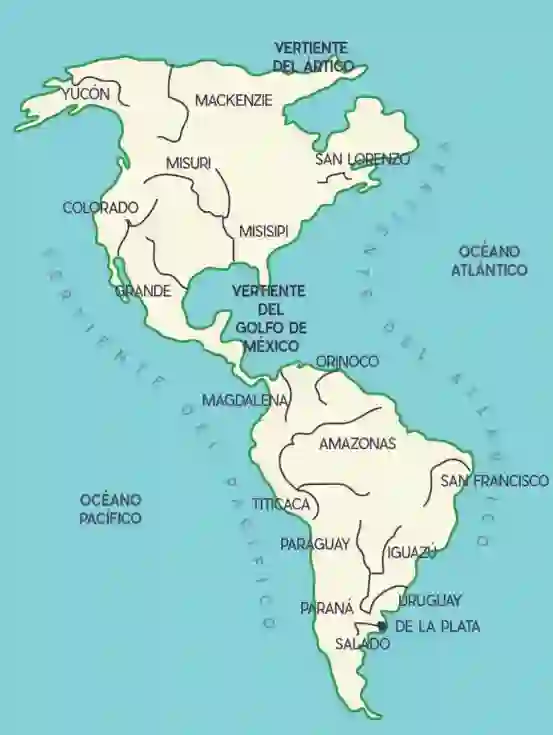 VERTIENTE
DEL ÁRTICO
YUCÓN
MACKENZIE
MISURI
SAN LORENZO
COLORADO
MISISIPI
OCÉANO
ATLÁNTICO
VERTIENTE DEL ATLÁNTICO
GRANDE
VERTIENTE
DEL
GOLFO DE
MÉXICO
VERTIENTE DEL PACÍFICO
ORINOCO
MAGDALENA
AMAZONAS
SAN FRANCISCO
OCÉANO
PACÍFICO
TITICACA
PARAGUAY
IGUAZÚ
PARANÁ
URUGUAY
DE LA PLATA
SALADO